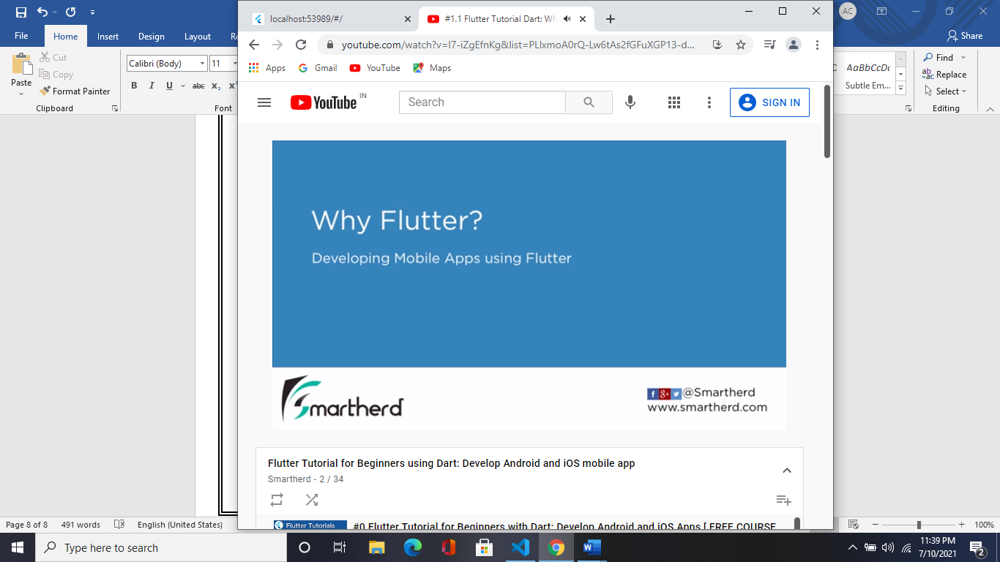 localhost:53989/#/
#1.1 Flutter Tutorial Dart: Wh
AC
File
Home
Insert
Design
Layout
Share
youtube.com/watch?v=I7-iZgEfnKg&list=PLlxmoA0rQ-Lw6tAs2fGFuXGP13-d...
Apps
Gmail
YouTube
Maps
Cut
Copy
Paste
Format Painter
Clipboard
Calibri (Body)
11
B I U abc x₂ x²
Font
AaBbCcDc
Subtle Em...
Find
Replace
Select
Editing
YouTube IN
Search
SIGN IN
Why Flutter?
Developing Mobile Apps using Flutter
Smartherd
@Smartherd
www.smartherd.com
Flutter Tutorial for Beginners using Dart: Develop Android and iOS mobile app
Smartherd - 2 / 34
Flutter Tutorials
#0 Flutter Tutorial for Beginners with Dart: Develop Android and iOS Apps [ FREE COURSE
Page 8 of 8
491 words
English (United States)
100%
Type here to search
11:39 PM
7/10/2021
2